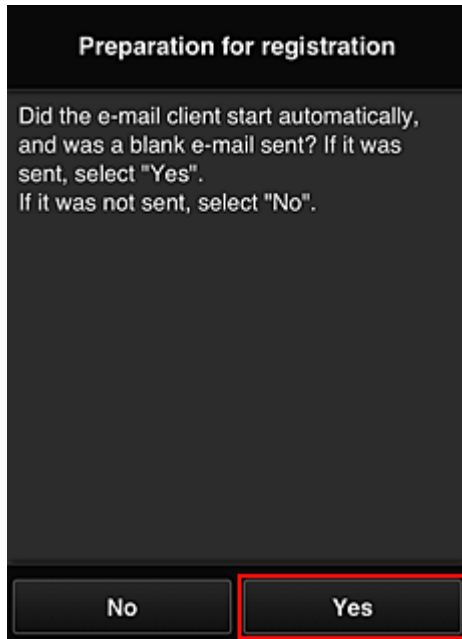 Preparation for registration
Did the e-mail client start automatically,
and was a blank e-mail sent? If it was
sent, select "Yes".
If it was not sent, select "No".
No
Yes